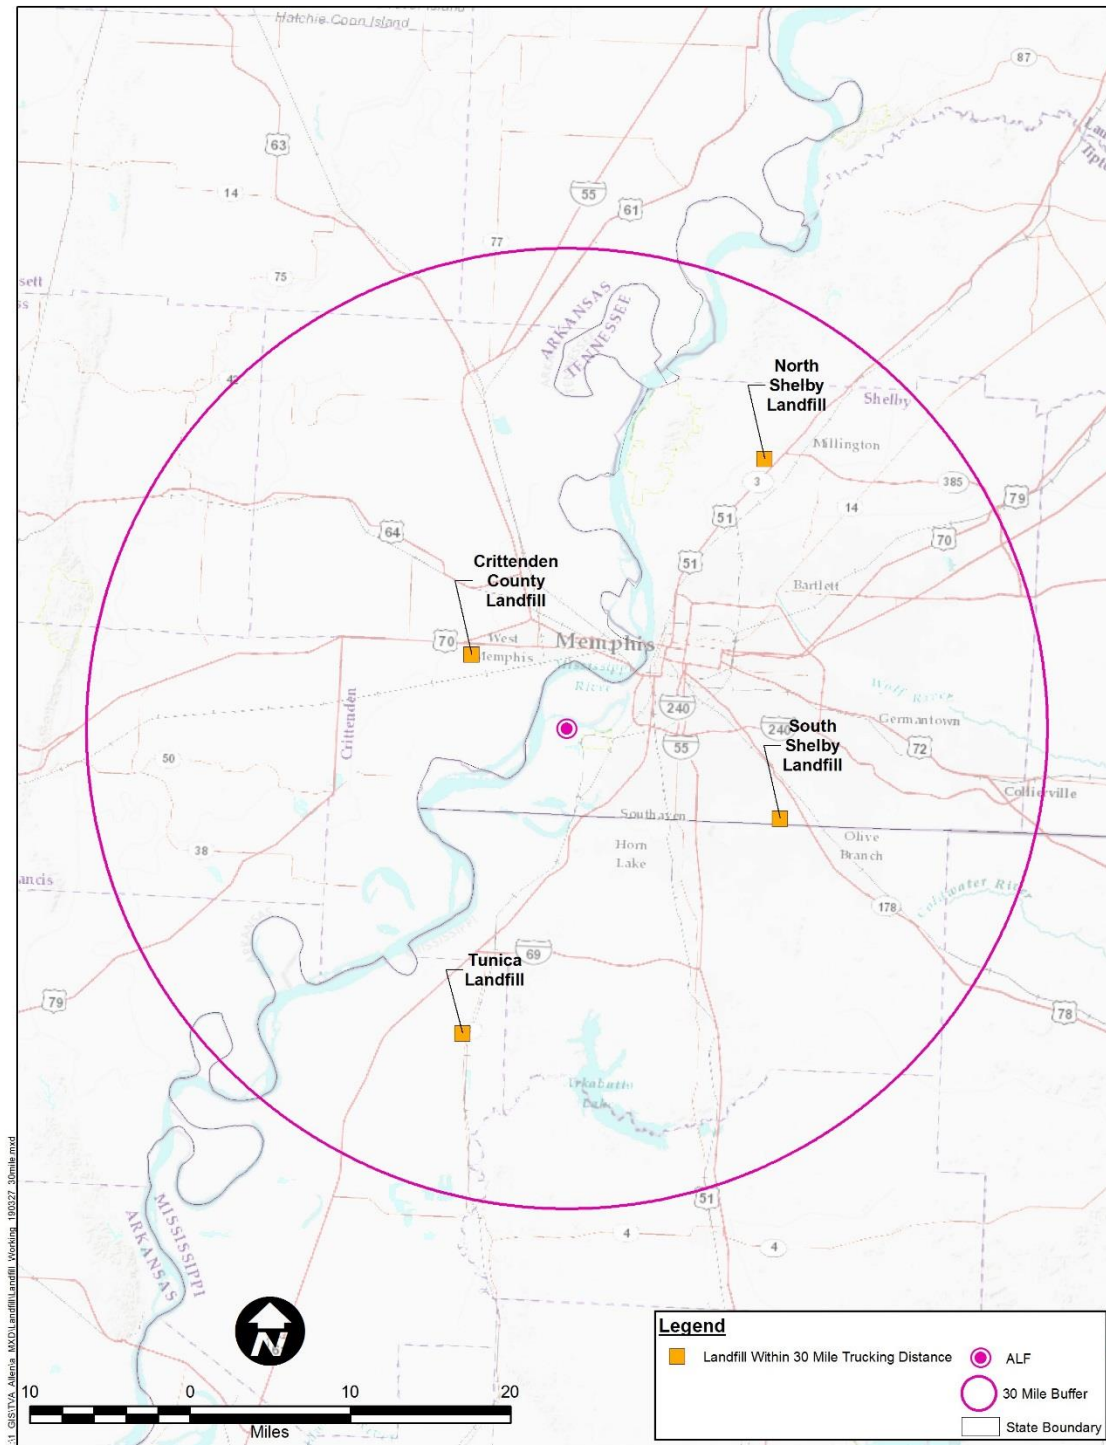 Hatchie Coon Island
87
63
14
55
61
77
75
sett
ss
ARKANSAS
TENNESSEE
North
Shelby
Landfill
Shelby
Millington
3
385
79
14
51
64
70
51
Crittenden
County
Landfill
Bartlett
70
West
Memphis
Memphis
Mississippi
River
Wolf River
240
240
Germantown
55
72
South
Shelby
Landfill
Crittenden
50
Collierville
Southaven
Horn
Lake
Olive
Branch
38
ancis
178
Coldwater River
Tunica
Landfill
69
79
78
Arkabutla
Lake
51
MISSISSIPPI
ARKANSAS
4
4
N
10 0 10 20
Miles
Legend
Landfill Within 30 Mile Trucking Distance
ALF
30 Mile Buffer
State Boundary